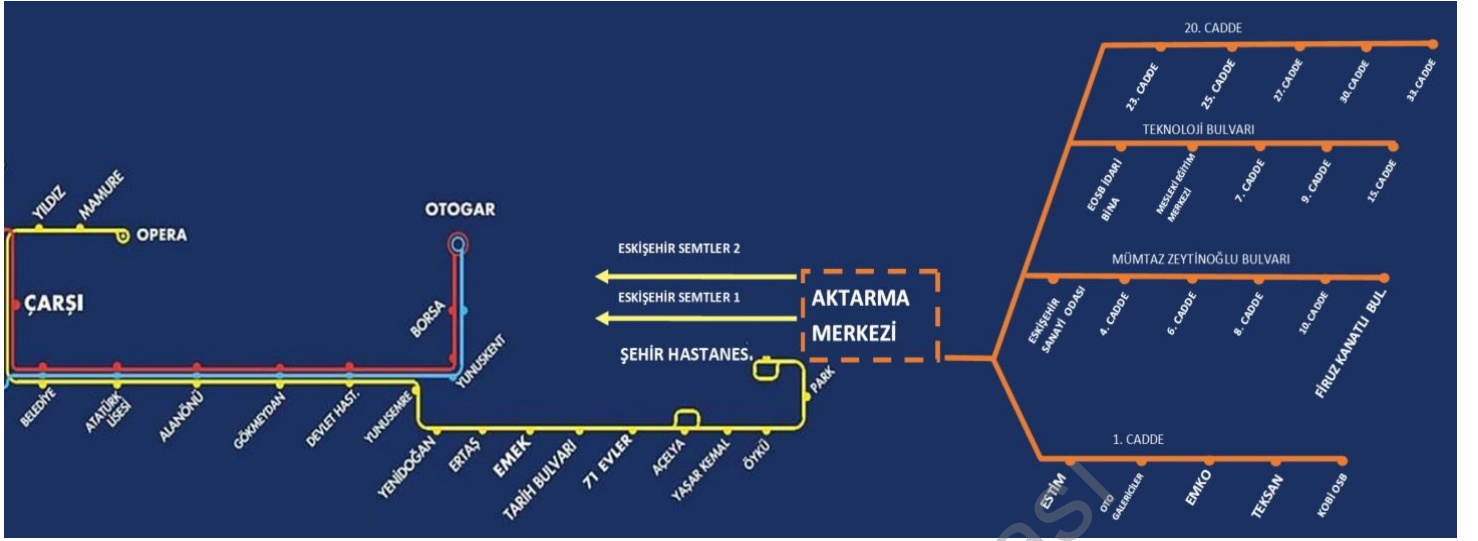 YILDIZ
MAMURE
OPERA
ÇARŞI
BELEDİYE
ATATÜRK
LİSESİ
ALANÖNÜ
GÖKMEYDAN
DEVLET HAST.
YUNUSEMRE
OTOGAR
BORSA
YUNUSKENT
YENİDOĞAN
ERTAŞ
EMEK
TARİH BULVARI
71 EVLER
AÇELYA
YAŞAR KEMAL
ÖYKÜ
PARK
ŞEHİR HASTANES.
ESKİŞEHİR SEMTLER 2
ESKİŞEHİR SEMTLER 1
AKTARMA
MERKEZİ
20. CADDE
23. CADDE
25. CADDE
27. CADDE
30. CADDE
33. CADDE
TEKNOLOJİ BULVARI
EOSB İDARİ
BİNA
MESLEKİ EĞİTİM
MERKEZİ
7. CADDE
9. CADDE
15. CADDE
MÜMTAZ ZEYTİNOĞLU BULVARI
ESKİŞEHİR
SANAYİ ODASI
4. CADDE
6. CADDE
8. CADDE
10. CADDE
FİRUZ KANATLI BUL
1. CADDE
ESTİM
OTO
GALERİCİLER
EMKO
TEKSAN
KOBİ OSB